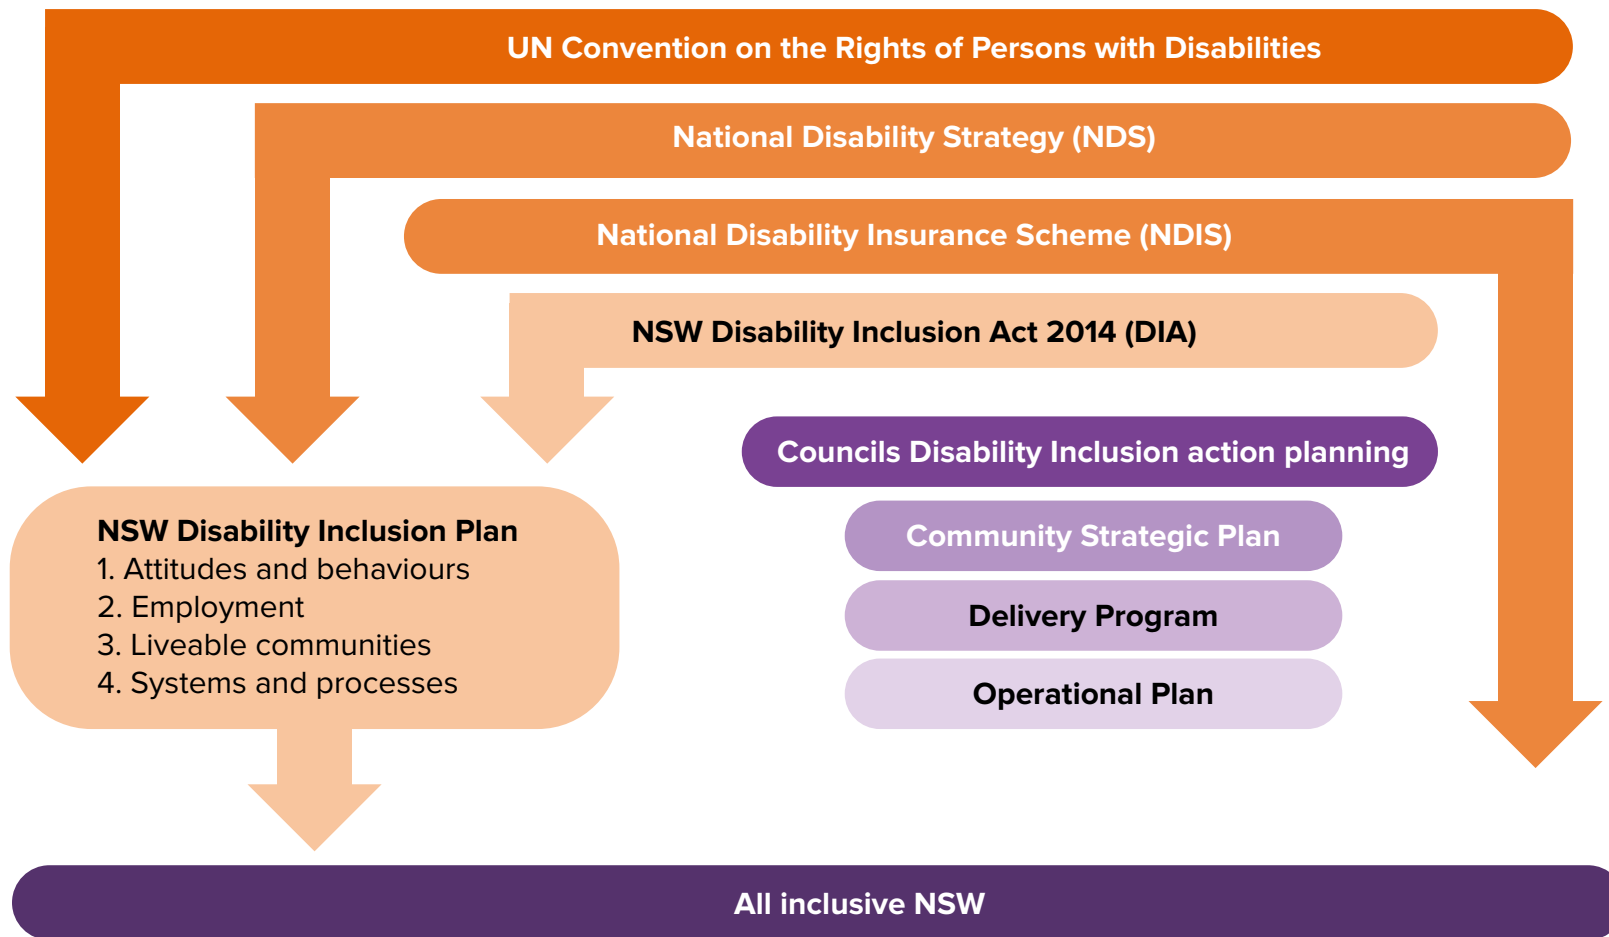 UN Convention on the Rights of Persons with Disabilities
National Disability Strategy (NDS)
National Disability Insurance Scheme (NDIS)
NSW Disability Inclusion Act 2014 (DIA)
Councils Disability Inclusion action planning
Community Strategic Plan
Delivery Program
Operational Plan
NSW Disability Inclusion Plan
1. Attitudes and behaviours
2. Employment
3. Liveable communities
4. Systems and processes
All inclusive NSW